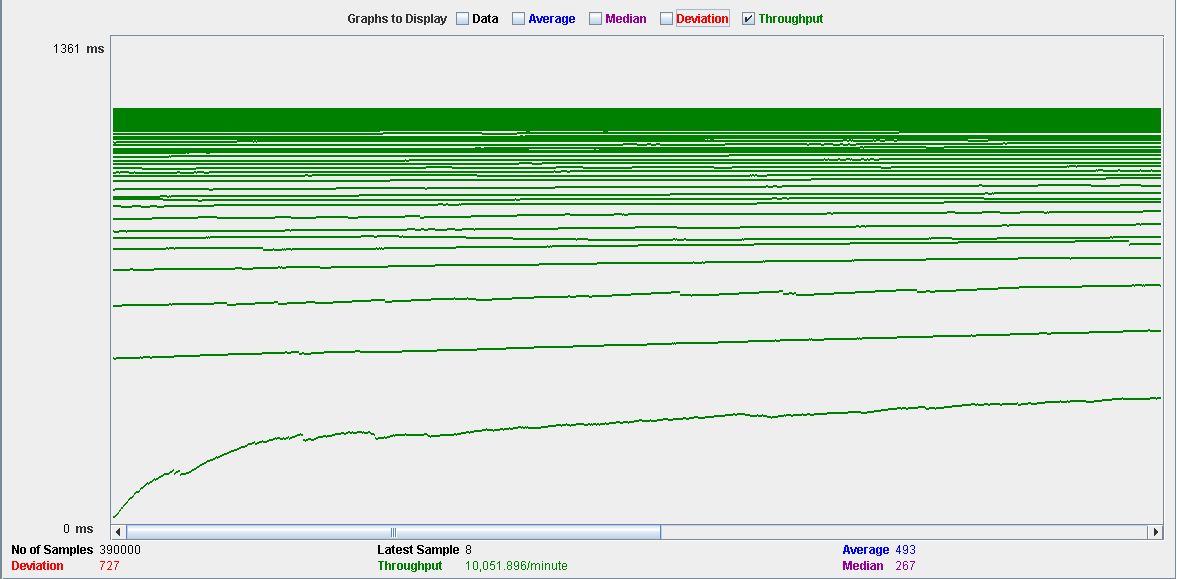 Graphs to Display Data Average Median Deviation Throughput
1361 ms
0 ms
No of Samples 390000 Latest Sample 8 Average 493
Deviation 727 Throughput 10,051.896/minute Median 267